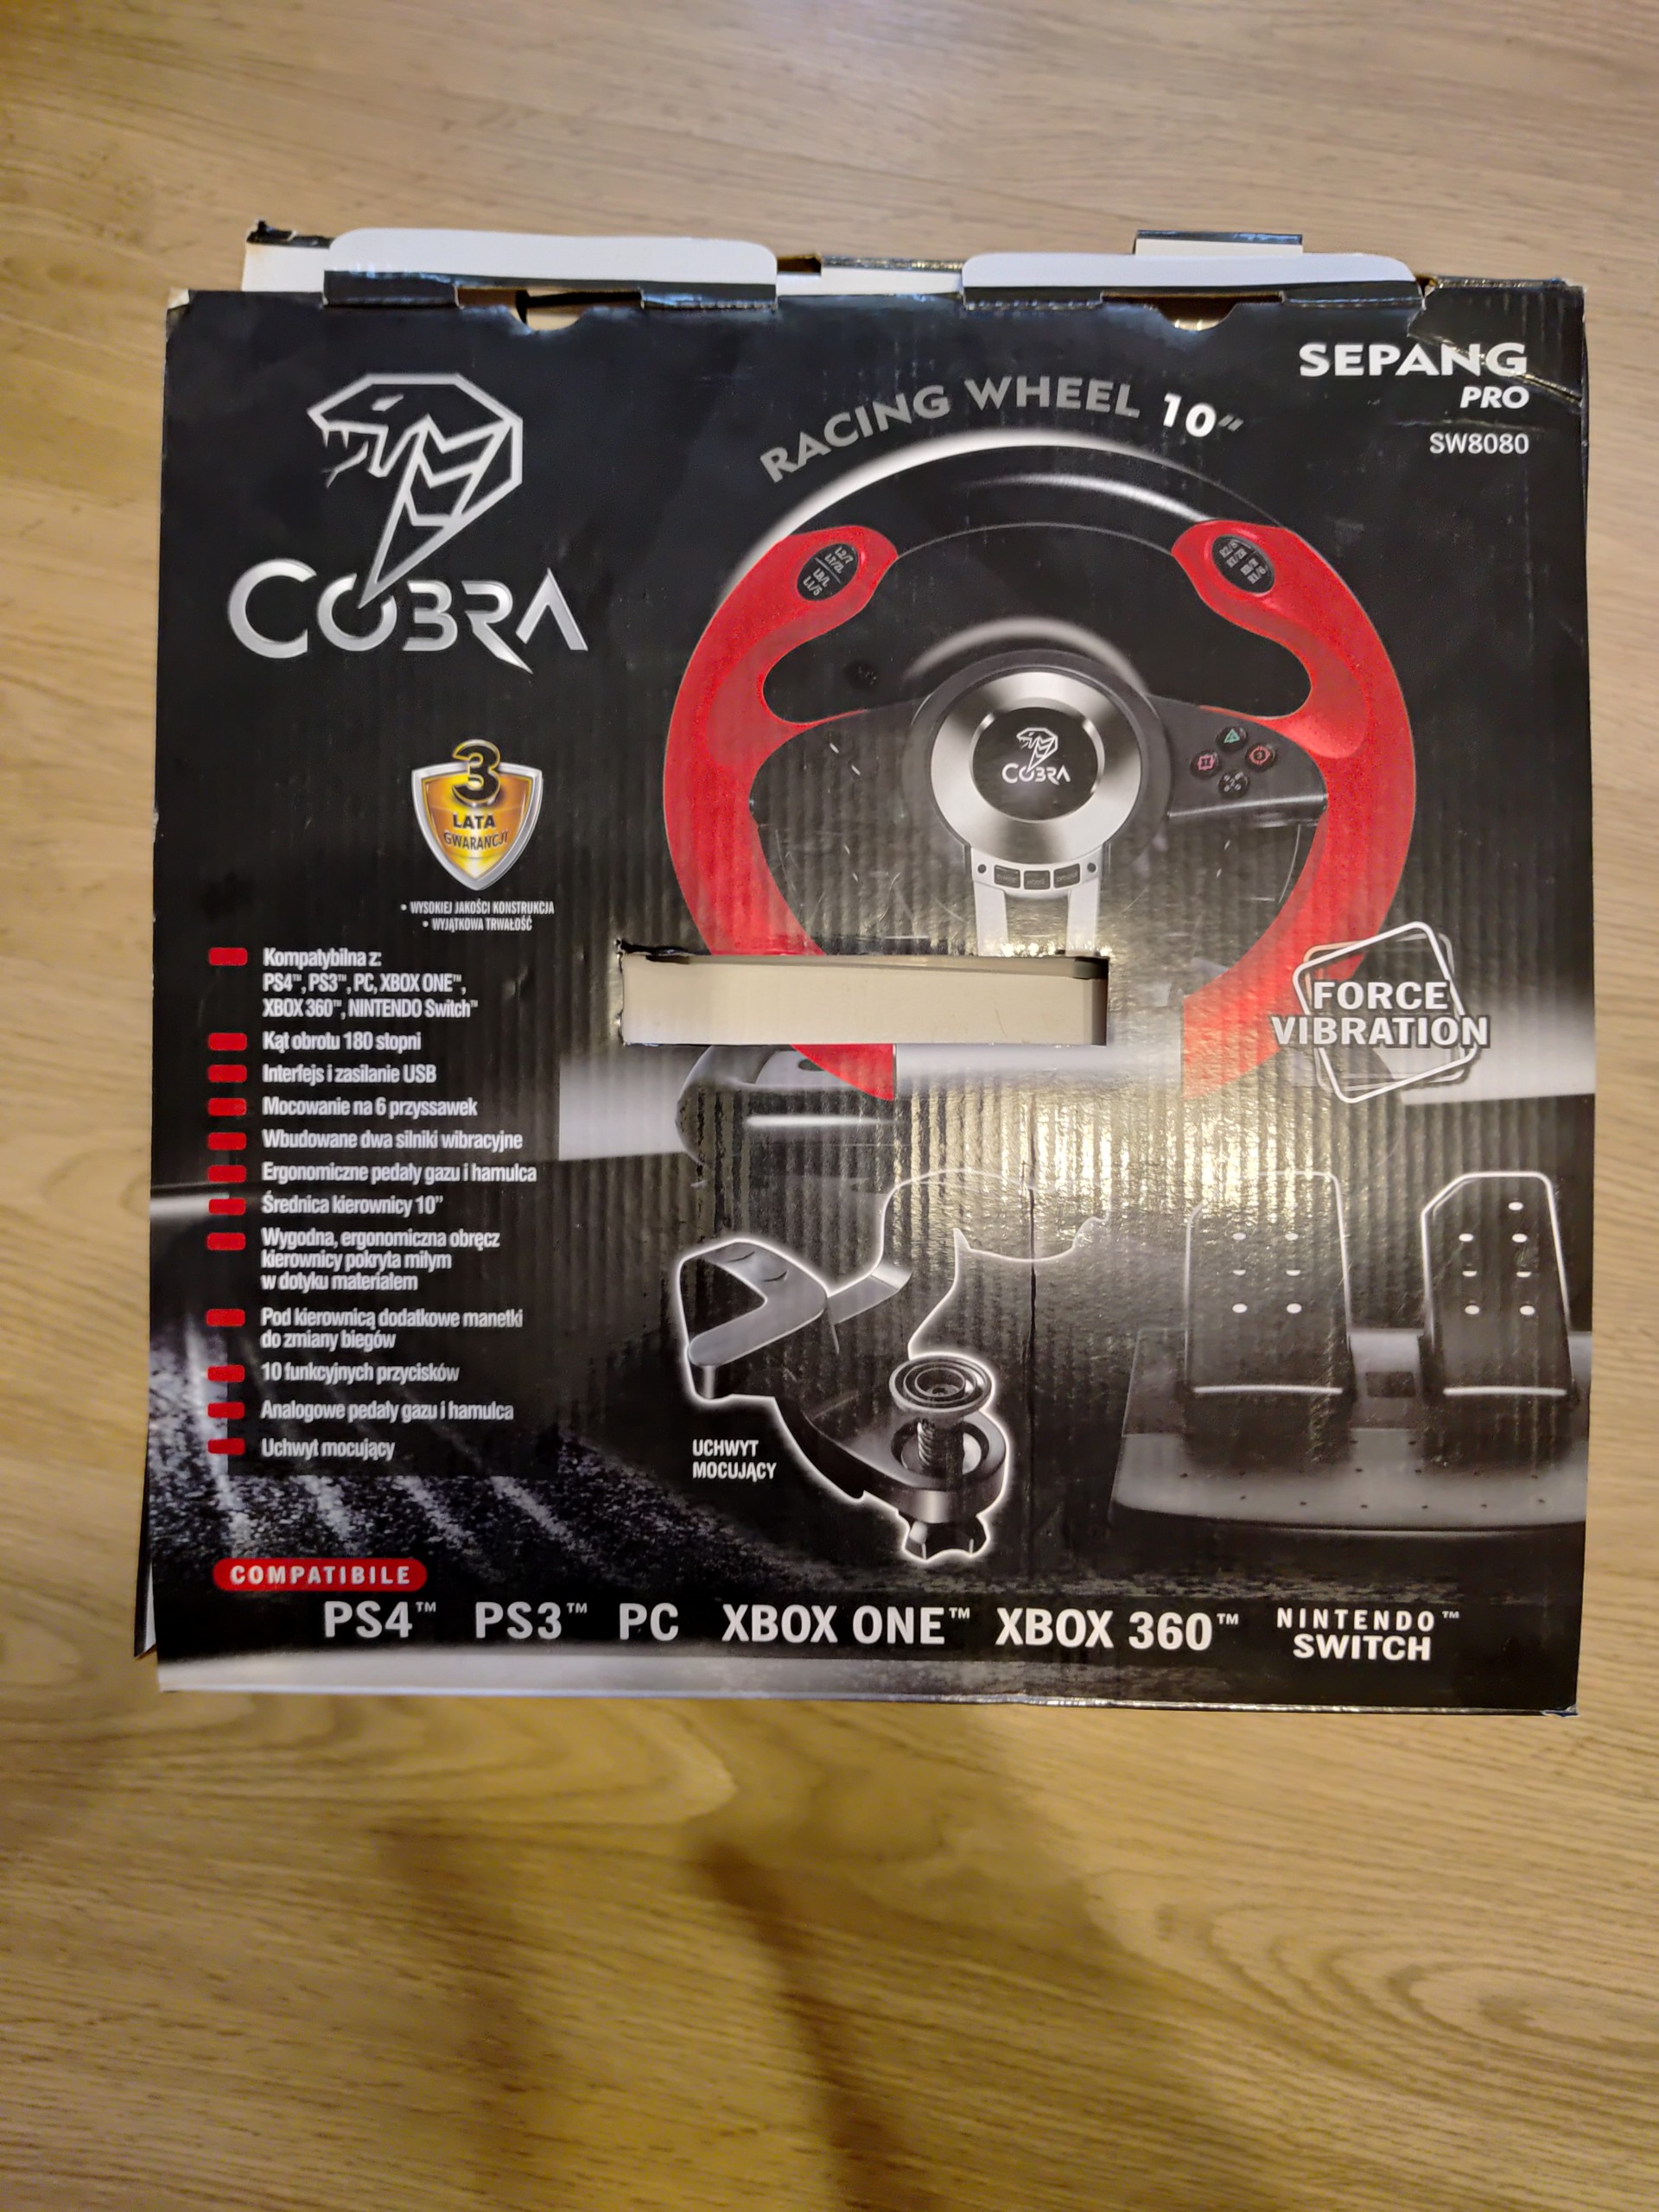 SEPANG
PRO
SW8080
RACING WHEEL 10"
COBRA
COBRA
3
LATA
GWARANCJI
• WYSOKIEJ JAKOŚCI KONSTRUKCJA
• WYJĄTKOWA TRWAŁOŚĆ
Kompatybilna z:
PS4™, PS3™, PC, XBOX ONE™,
XBOX 360™, NINTENDO Switch™
Kąt obrotu 180 stopni
Interfejs i zasilanie USB
Mocowanie na 6 przyssawek
Wbudowane dwa silniki wibracyjne
Ergonomiczne pedały gazu i hamulca
Średnica kierownicy 10"
Wygodna, ergonomiczna obręcz
kierownicy pokryta miłym
w dotyku materiałem
Pod kierownicą dodatkowe manetki
do zmiany biegów
10 funkcyjnych przycisków
Analogowe pedały gazu i hamulca
Uchwyt mocujący
FORCE
VIBRATION
UCHWYT
MOCUJĄCY
COMPATIBILE
PS4™ PS3™ PC XBOX ONE™ XBOX 360™ NINTENDO™
SWITCH